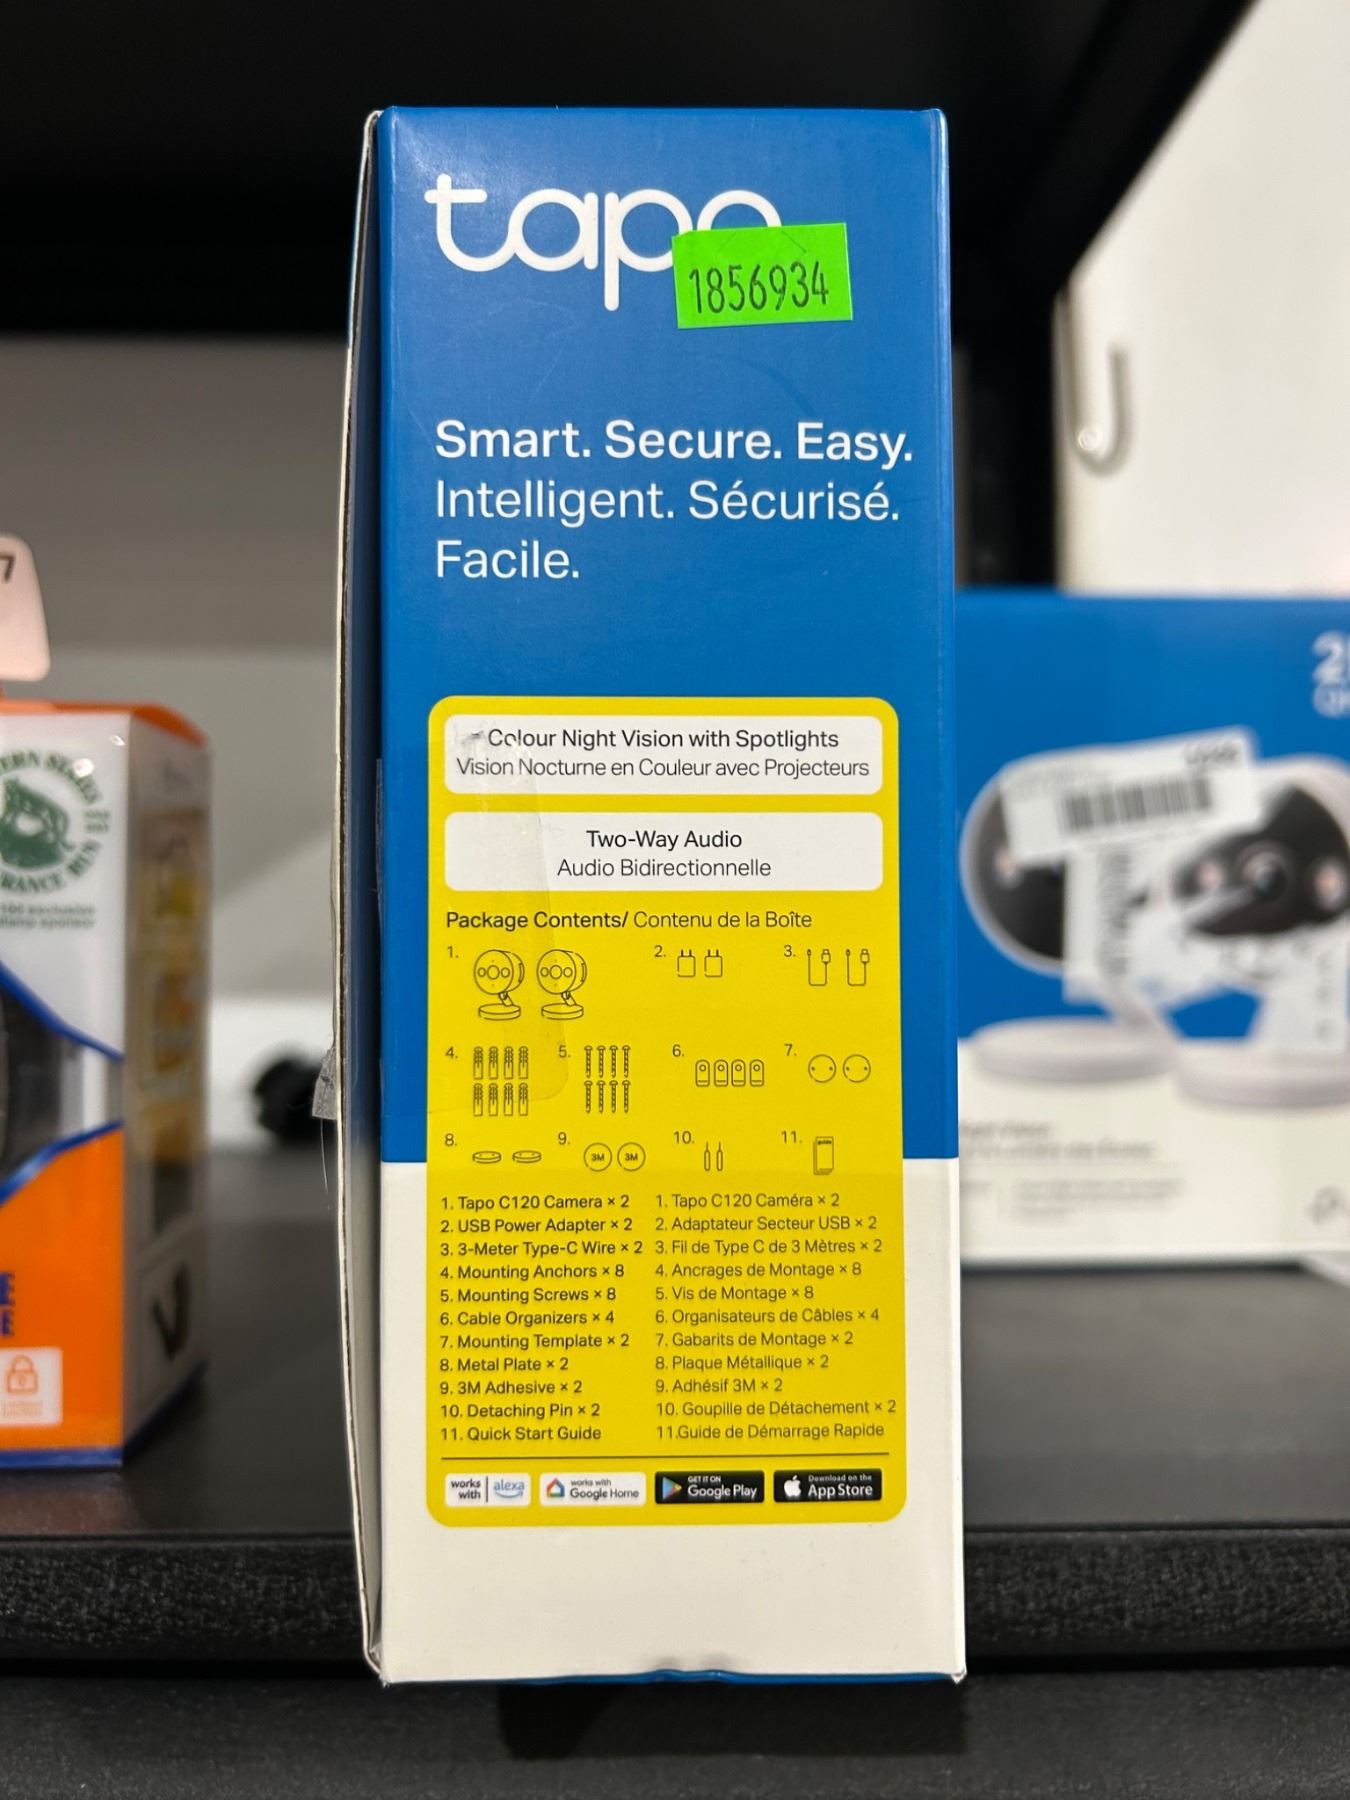 tapo
1856934
Smart. Secure. Easy.
Intelligent. Sécurisé.
Facile.
Colour Night Vision with Spotlights
Vision Nocturne en Couleur avec Projecteurs
Two-Way Audio
Audio Bidirectionnelle
Package Contents/ Contenu de la Boîte
1. 2. 3.
4. 5. 6. 7.
8. 9. 3M 3M 10. 11.
1. Tapo C120 Camera × 2
2. USB Power Adapter × 2
3. 3-Meter Type-C Wire × 2
4. Mounting Anchors × 8
5. Mounting Screws × 8
6. Cable Organizers × 4
7. Mounting Template × 2
8. Metal Plate × 2
9. 3M Adhesive × 2
10. Detaching Pin × 2
11. Quick Start Guide
1. Tapo C120 Caméra × 2
2. Adaptateur Secteur USB × 2
3. Fil de Type C de 3 Mètres × 2
4. Ancrages de Montage × 8
5. Vis de Montage × 8
6. Organisateurs de Câbles × 4
7. Gabarits de Montage × 2
8. Plaque Métallique × 2
9. Adhésif 3M × 2
10. Goupille de Détachement × 2
11.Guide de Démarrage Rapide
works with alexa
works with Google Home
GET IT ON Google Play
Download on the App Store